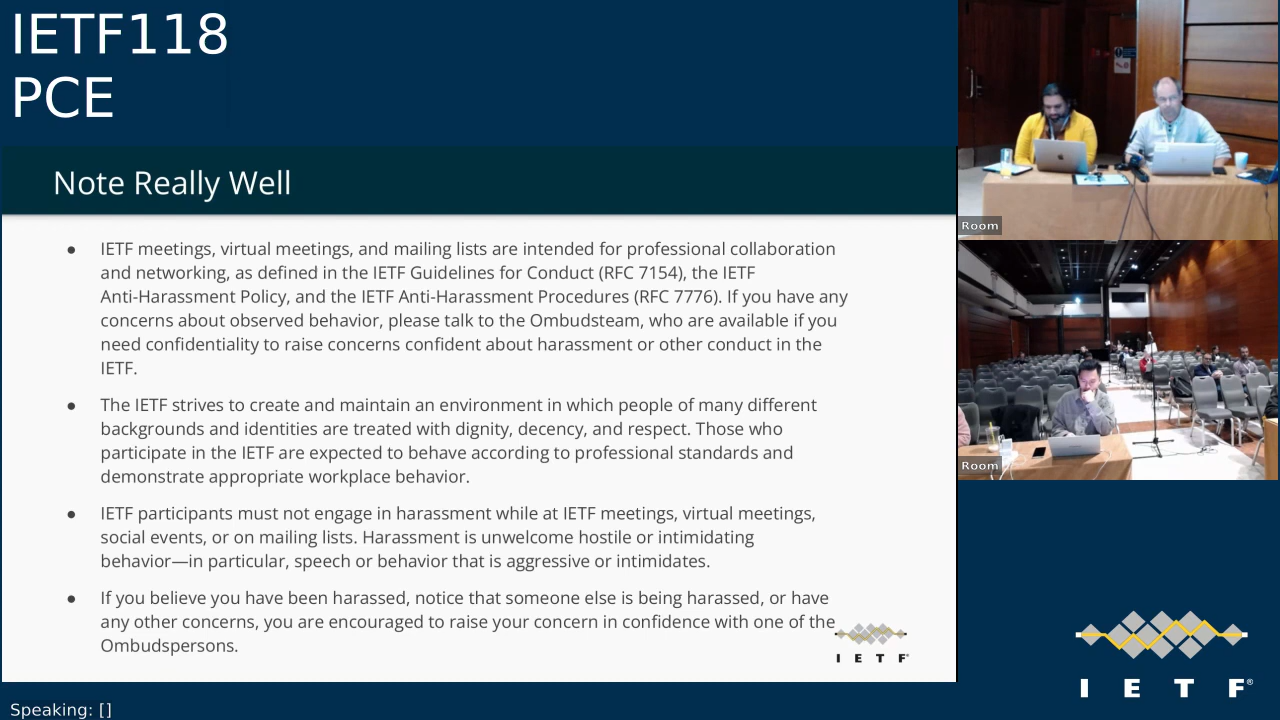 IETF118
PCE
Note Really Well
● IETF meetings, virtual meetings, and mailing lists are intended for professional collaboration
and networking, as defined in the IETF Guidelines for Conduct (RFC 7154), the IETF
Anti-Harassment Policy, and the IETF Anti-Harassment Procedures (RFC 7776). If you have any
concerns about observed behavior, please talk to the Ombudsteam, who are available if you
need confidentiality to raise concerns confident about harassment or other conduct in the
IETF.
● The IETF strives to create and maintain an environment in which people of many different
backgrounds and identities are treated with dignity, decency, and respect. Those who
participate in the IETF are expected to behave according to professional standards and
demonstrate appropriate workplace behavior.
● IETF participants must not engage in harassment while at IETF meetings, virtual meetings,
social events, or on mailing lists. Harassment is unwelcome hostile or intimidating
behavior—in particular, speech or behavior that is aggressive or intimidates.
● If you believe you have been harassed, notice that someone else is being harassed, or have
any other concerns, you are encouraged to raise your concern in confidence with one of the
Ombudspersons.
I E T F®
Room
Room
I E T F®
Speaking: []